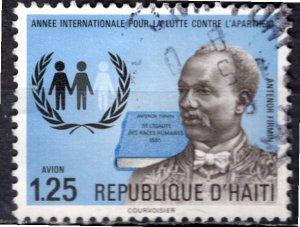 ANNÉE INTERNATIONALE POUR LA LUTTE CONTRE L'APARTHEID
ANTENOR FIRMIN
ANTENOR FIRMIN
DE L'EGALITE
DES RACES HUMAINES
1885
AVION
1.25 REPUBLIQUE D'HAITI
COURVOISIER